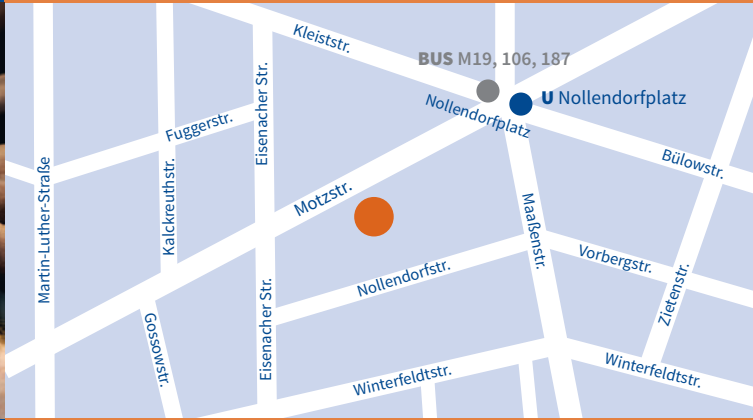 Kleiststr.
BUS M19, 106, 187
U Nollendorfplatz
Nollendorfplatz
Eisenacher Str.
Fuggerstr.
Bülowstr.
Martin-Luther-Straße
Kalckreuthstr.
Motzstr.
Maaßenstr.
Vorbergstr.
Nollendorfstr.
Zietenstr.
Eisenacher Str.
Gossowstr.
Winterfeldtstr.
Winterfeldtstr.